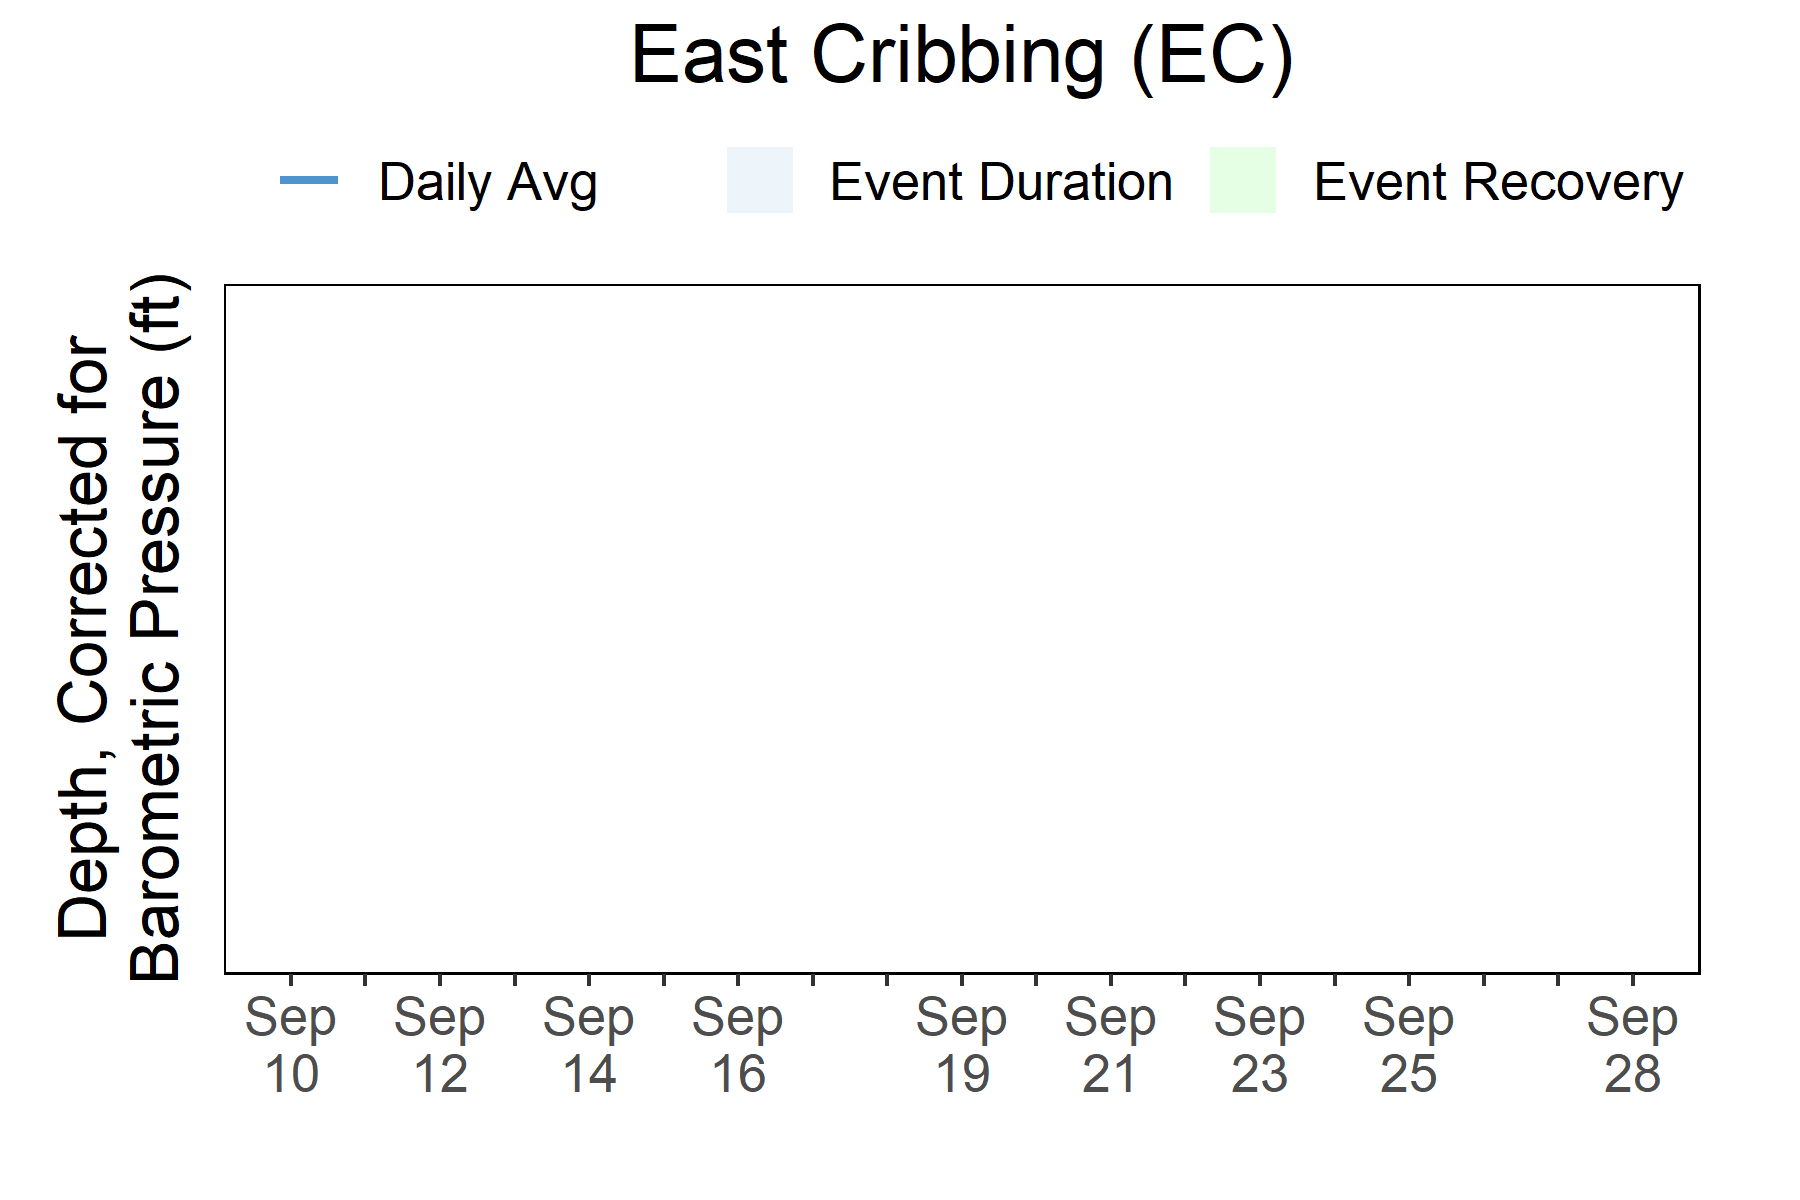 East Cribbing (EC)
Daily Avg
Event Duration
Event Recovery
Depth, Corrected for
Barometric Pressure (ft)
Sep Sep Sep Sep Sep Sep Sep Sep Sep
10 12 14 16 19 21 23 25 28